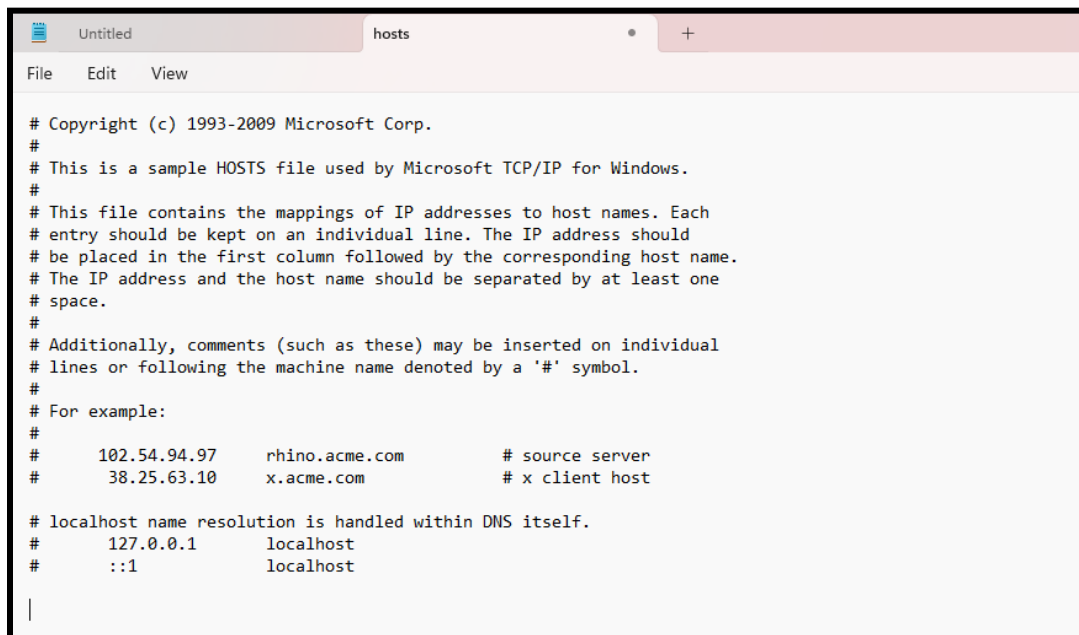 Untitled
hosts
+
File Edit View
# Copyright (c) 1993-2009 Microsoft Corp.
#
# This is a sample HOSTS file used by Microsoft TCP/IP for Windows.
#
# This file contains the mappings of IP addresses to host names. Each
# entry should be kept on an individual line. The IP address should
# be placed in the first column followed by the corresponding host name.
# The IP address and the host name should be separated by at least one
# space.
#
# Additionally, comments (such as these) may be inserted on individual
# lines or following the machine name denoted by a '#' symbol.
#
# For example:
#
#      102.54.94.97     rhino.acme.com          # source server
#       38.25.63.10     x.acme.com              # x client host
# localhost name resolution is handled within DNS itself.
#       127.0.0.1       localhost
#       ::1             localhost